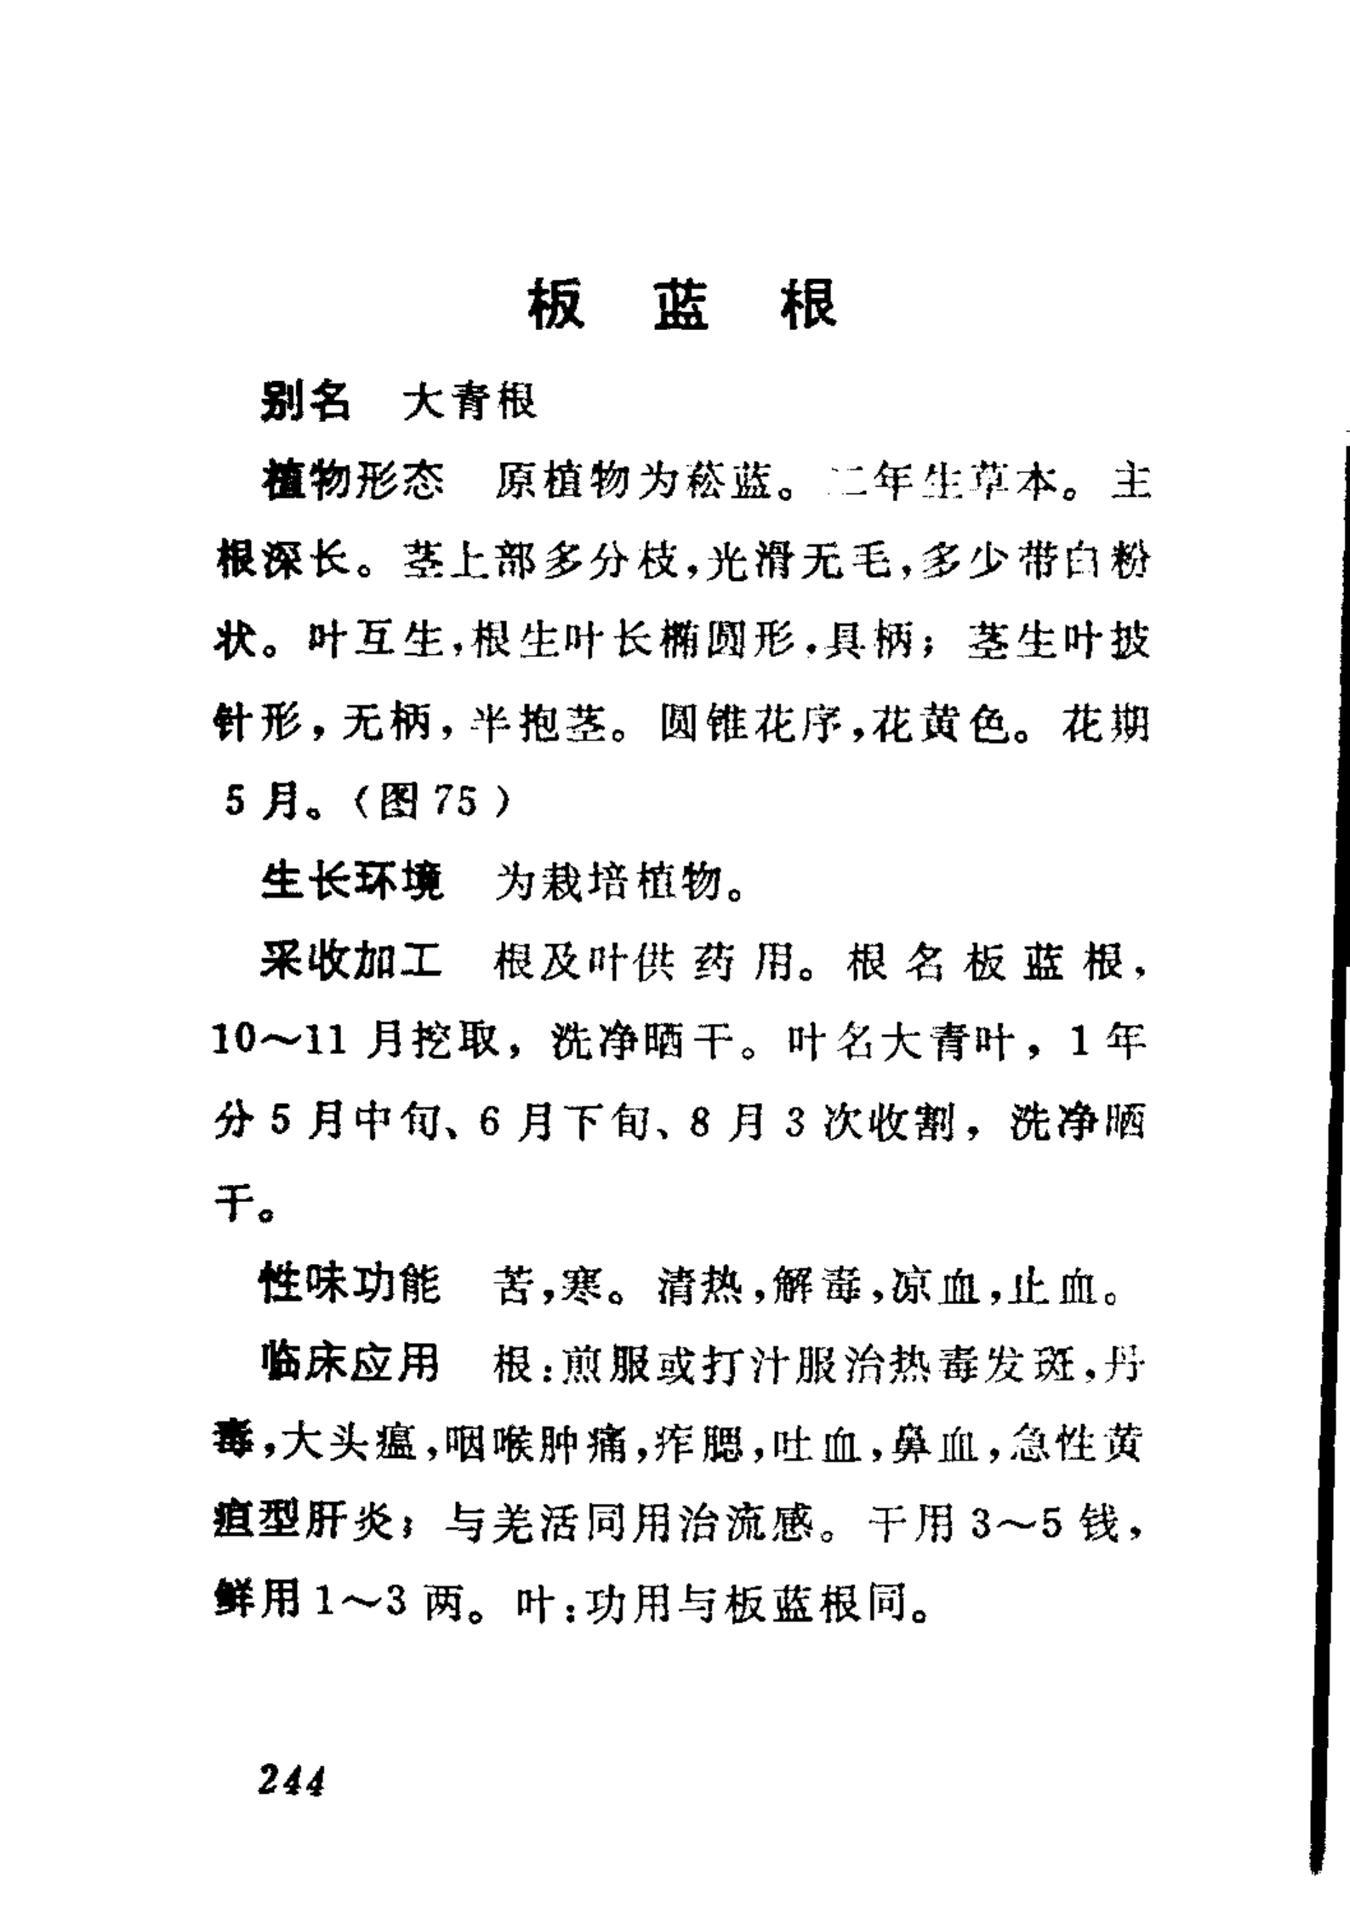 板 蓝 根
别名 大青根
植物形态 原植物为菘蓝。二年生草本。主
根深长。茎上部多分枝,光滑无毛,多少带白粉
状。叶互生,根生叶长椭圆形,具柄;茎生叶披
针形,无柄,半抱茎。圆锥花序,花黄色。花期
5月。(图75)
生长环境 为栽培植物。
采收加工 根及叶供药用。根名板蓝根,
10～11月挖取,洗净晒干。叶名大青叶,1年
分5月中旬、6月下旬、8月3次收割,洗净晒
干。
性味功能 苦,寒。清热,解毒,凉血,止血。
临床应用 根:煎服或打汁服治热毒发斑,丹
毒,大头瘟,咽喉肿痛,痄腮,吐血,鼻血,急性黄
疸型肝炎;与羌活同用治流感。干用3～5钱,
鲜用1～3两。叶:功用与板蓝根同。
244